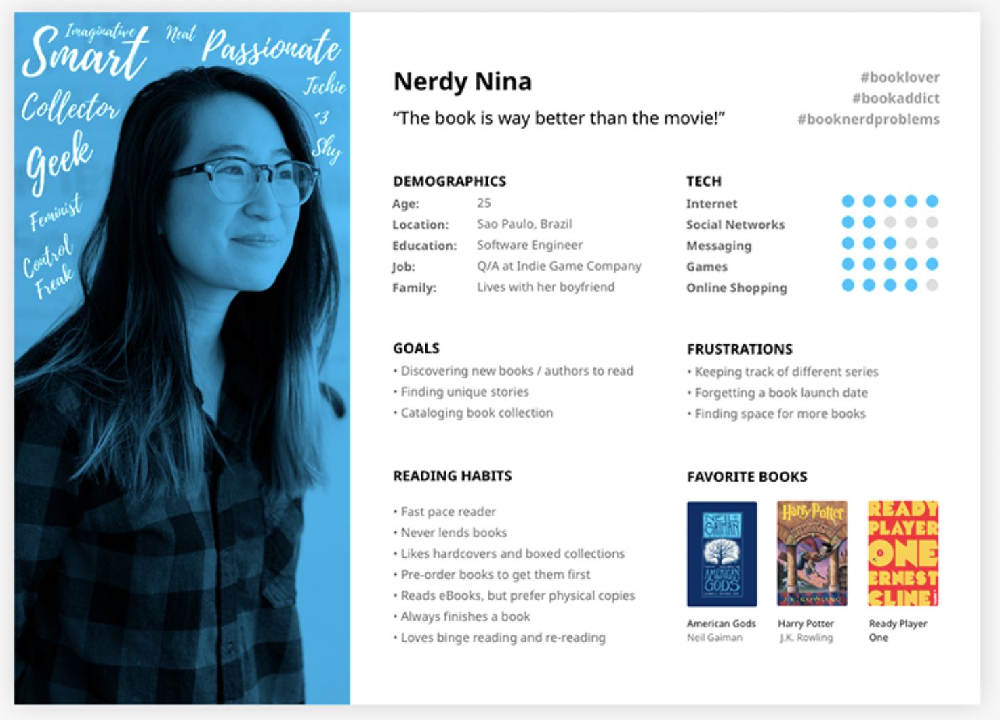 Imaginative
Smart
Neat
Passionate
Techie
<3
Shy
Collector
Geek
Feminist
Control
Freak
Nerdy Nina
“The book is way better than the movie!”
#booklover
#bookaddict
#booknerdproblems
DEMOGRAPHICS
Age: 25
Location: Sao Paulo, Brazil
Education: Software Engineer
Job: Q/A at Indie Game Company
Family: Lives with her boyfriend
TECH
Internet
Social Networks
Messaging
Games
Online Shopping
GOALS
• Discovering new books / authors to read
• Finding unique stories
• Cataloging book collection
FRUSTRATIONS
• Keeping track of different series
• Forgetting a book launch date
• Finding space for more books
READING HABITS
• Fast pace reader
• Never lends books
• Likes hardcovers and boxed collections
• Pre-order books to get them first
• Reads eBooks, but prefer physical copies
• Always finishes a book
• Loves binge reading and re-reading
FAVORITE BOOKS
NEIL
GAIMAN
AMERICAN
GODS
Harry Potter
J.K. ROWLING
READY
PLAYER
ONE
ERNEST
CLINE
American Gods
Neil Gaiman
Harry Potter
J.K. Rowling
Ready Player
One